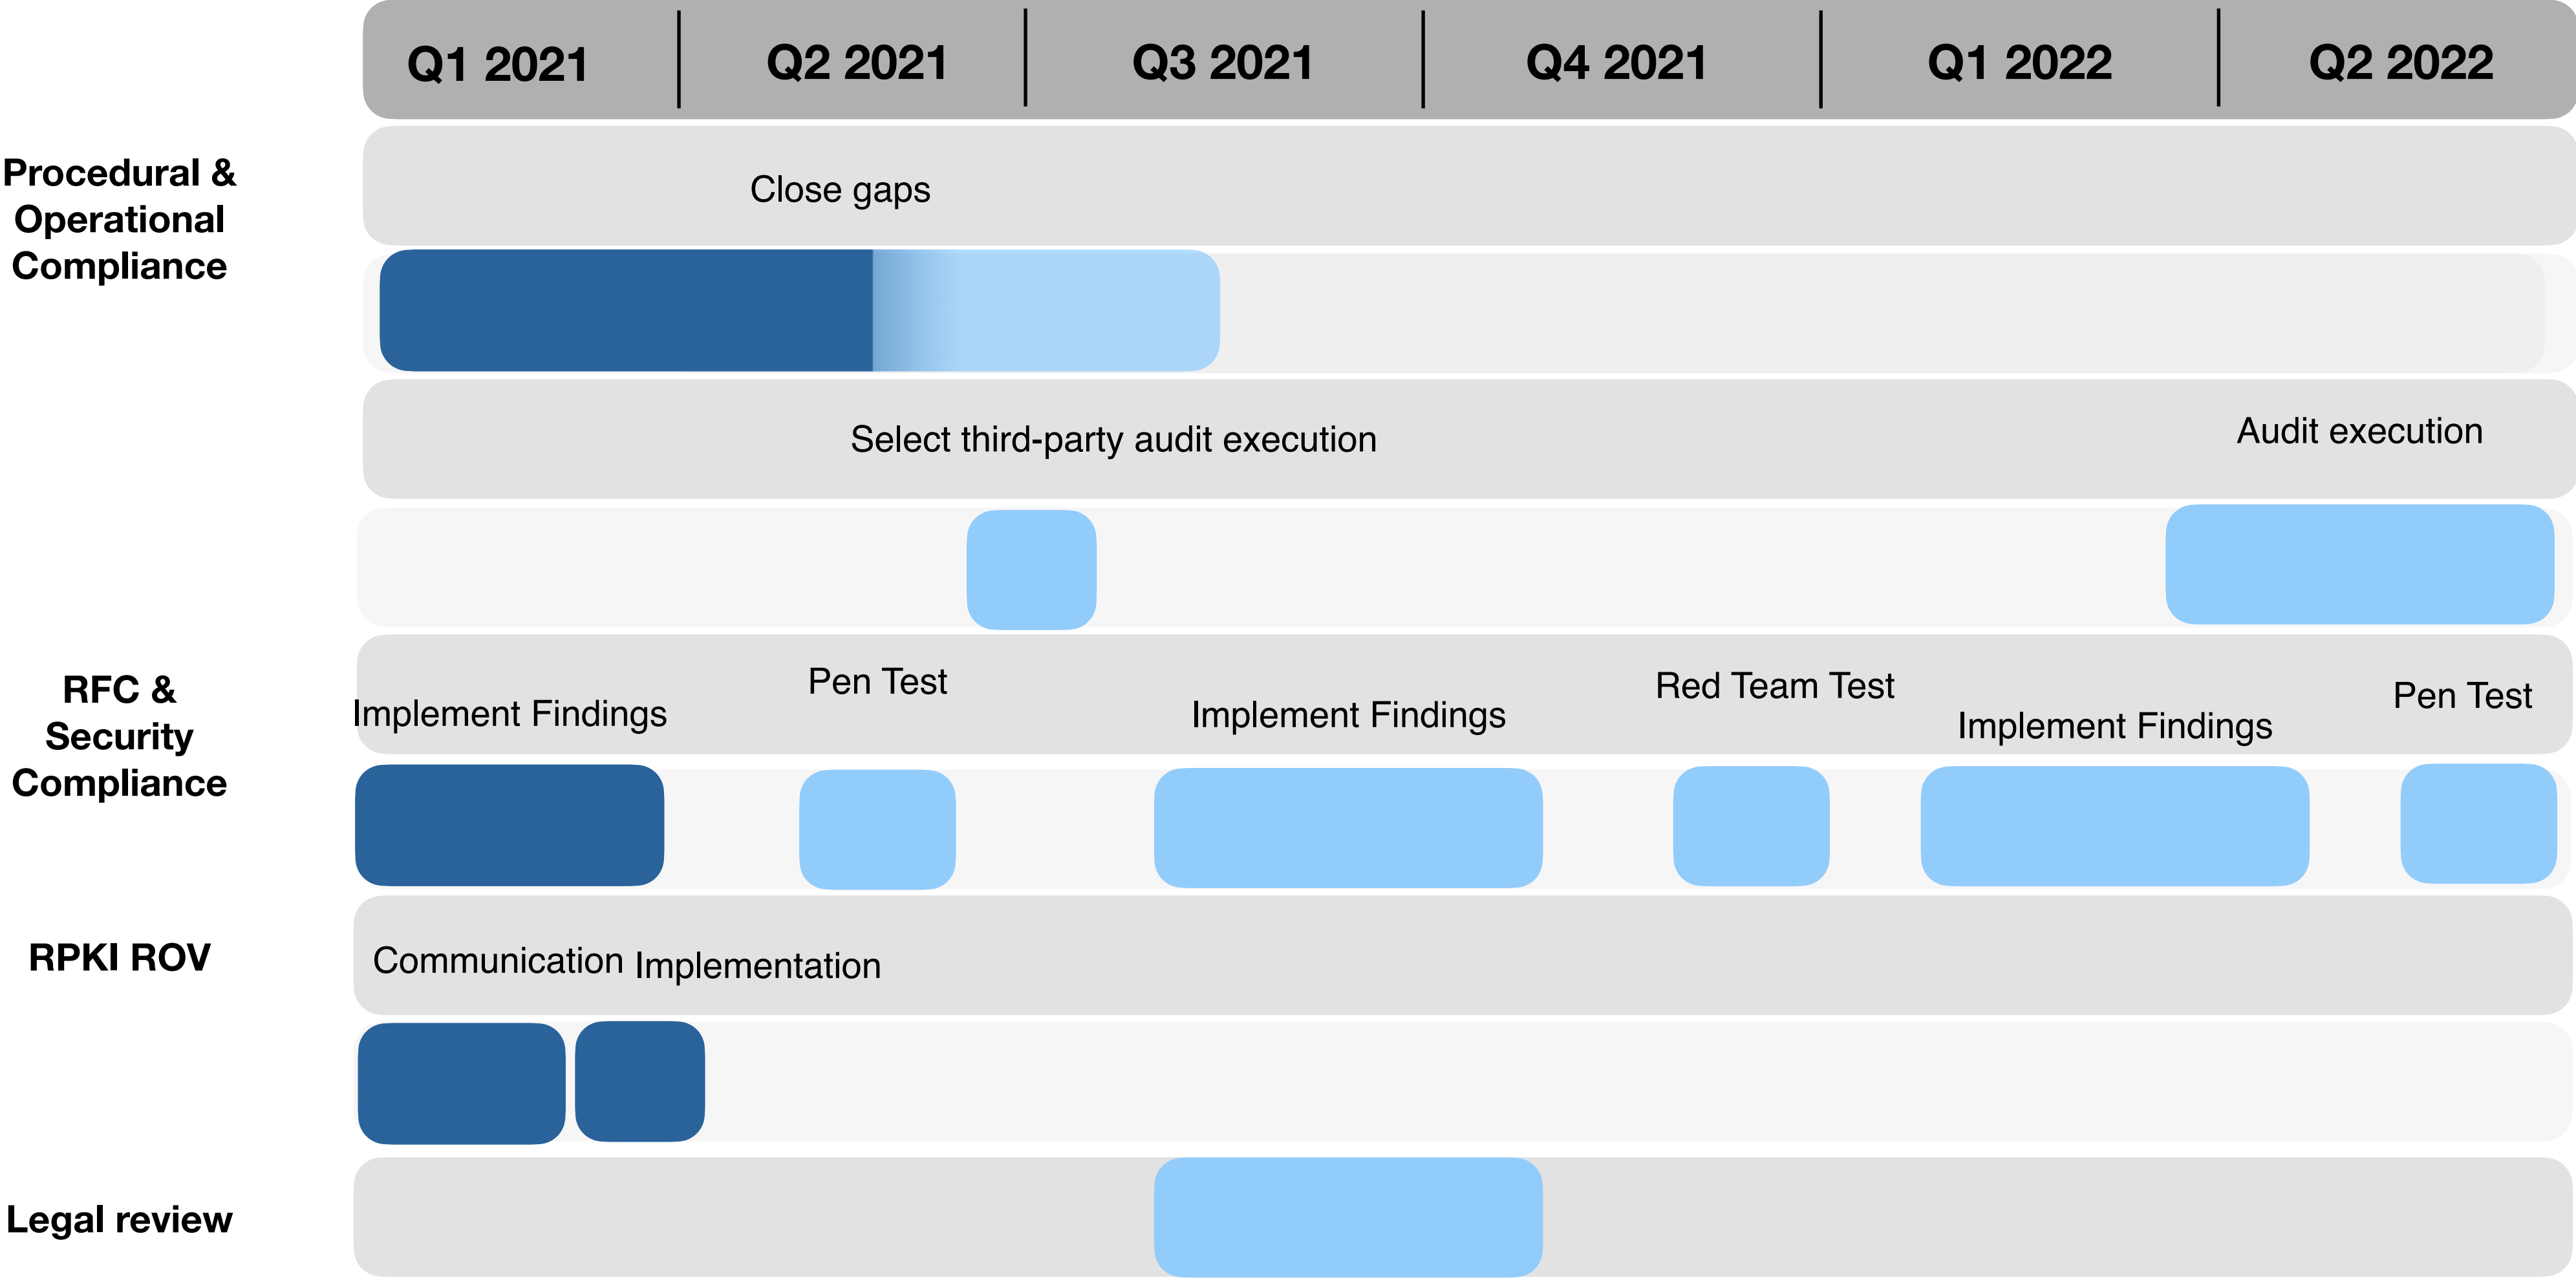 Q1 2021
Q2 2021
Q3 2021
Q4 2021
Q1 2022
Q2 2022
Procedural &
Operational
Compliance
Close gaps
Select third-party audit execution
Audit execution
RFC &
Security
Compliance
Implement Findings
Pen Test
Implement Findings
Red Team Test
Implement Findings
Pen Test
RPKI ROV
Communication
Implementation
Legal review